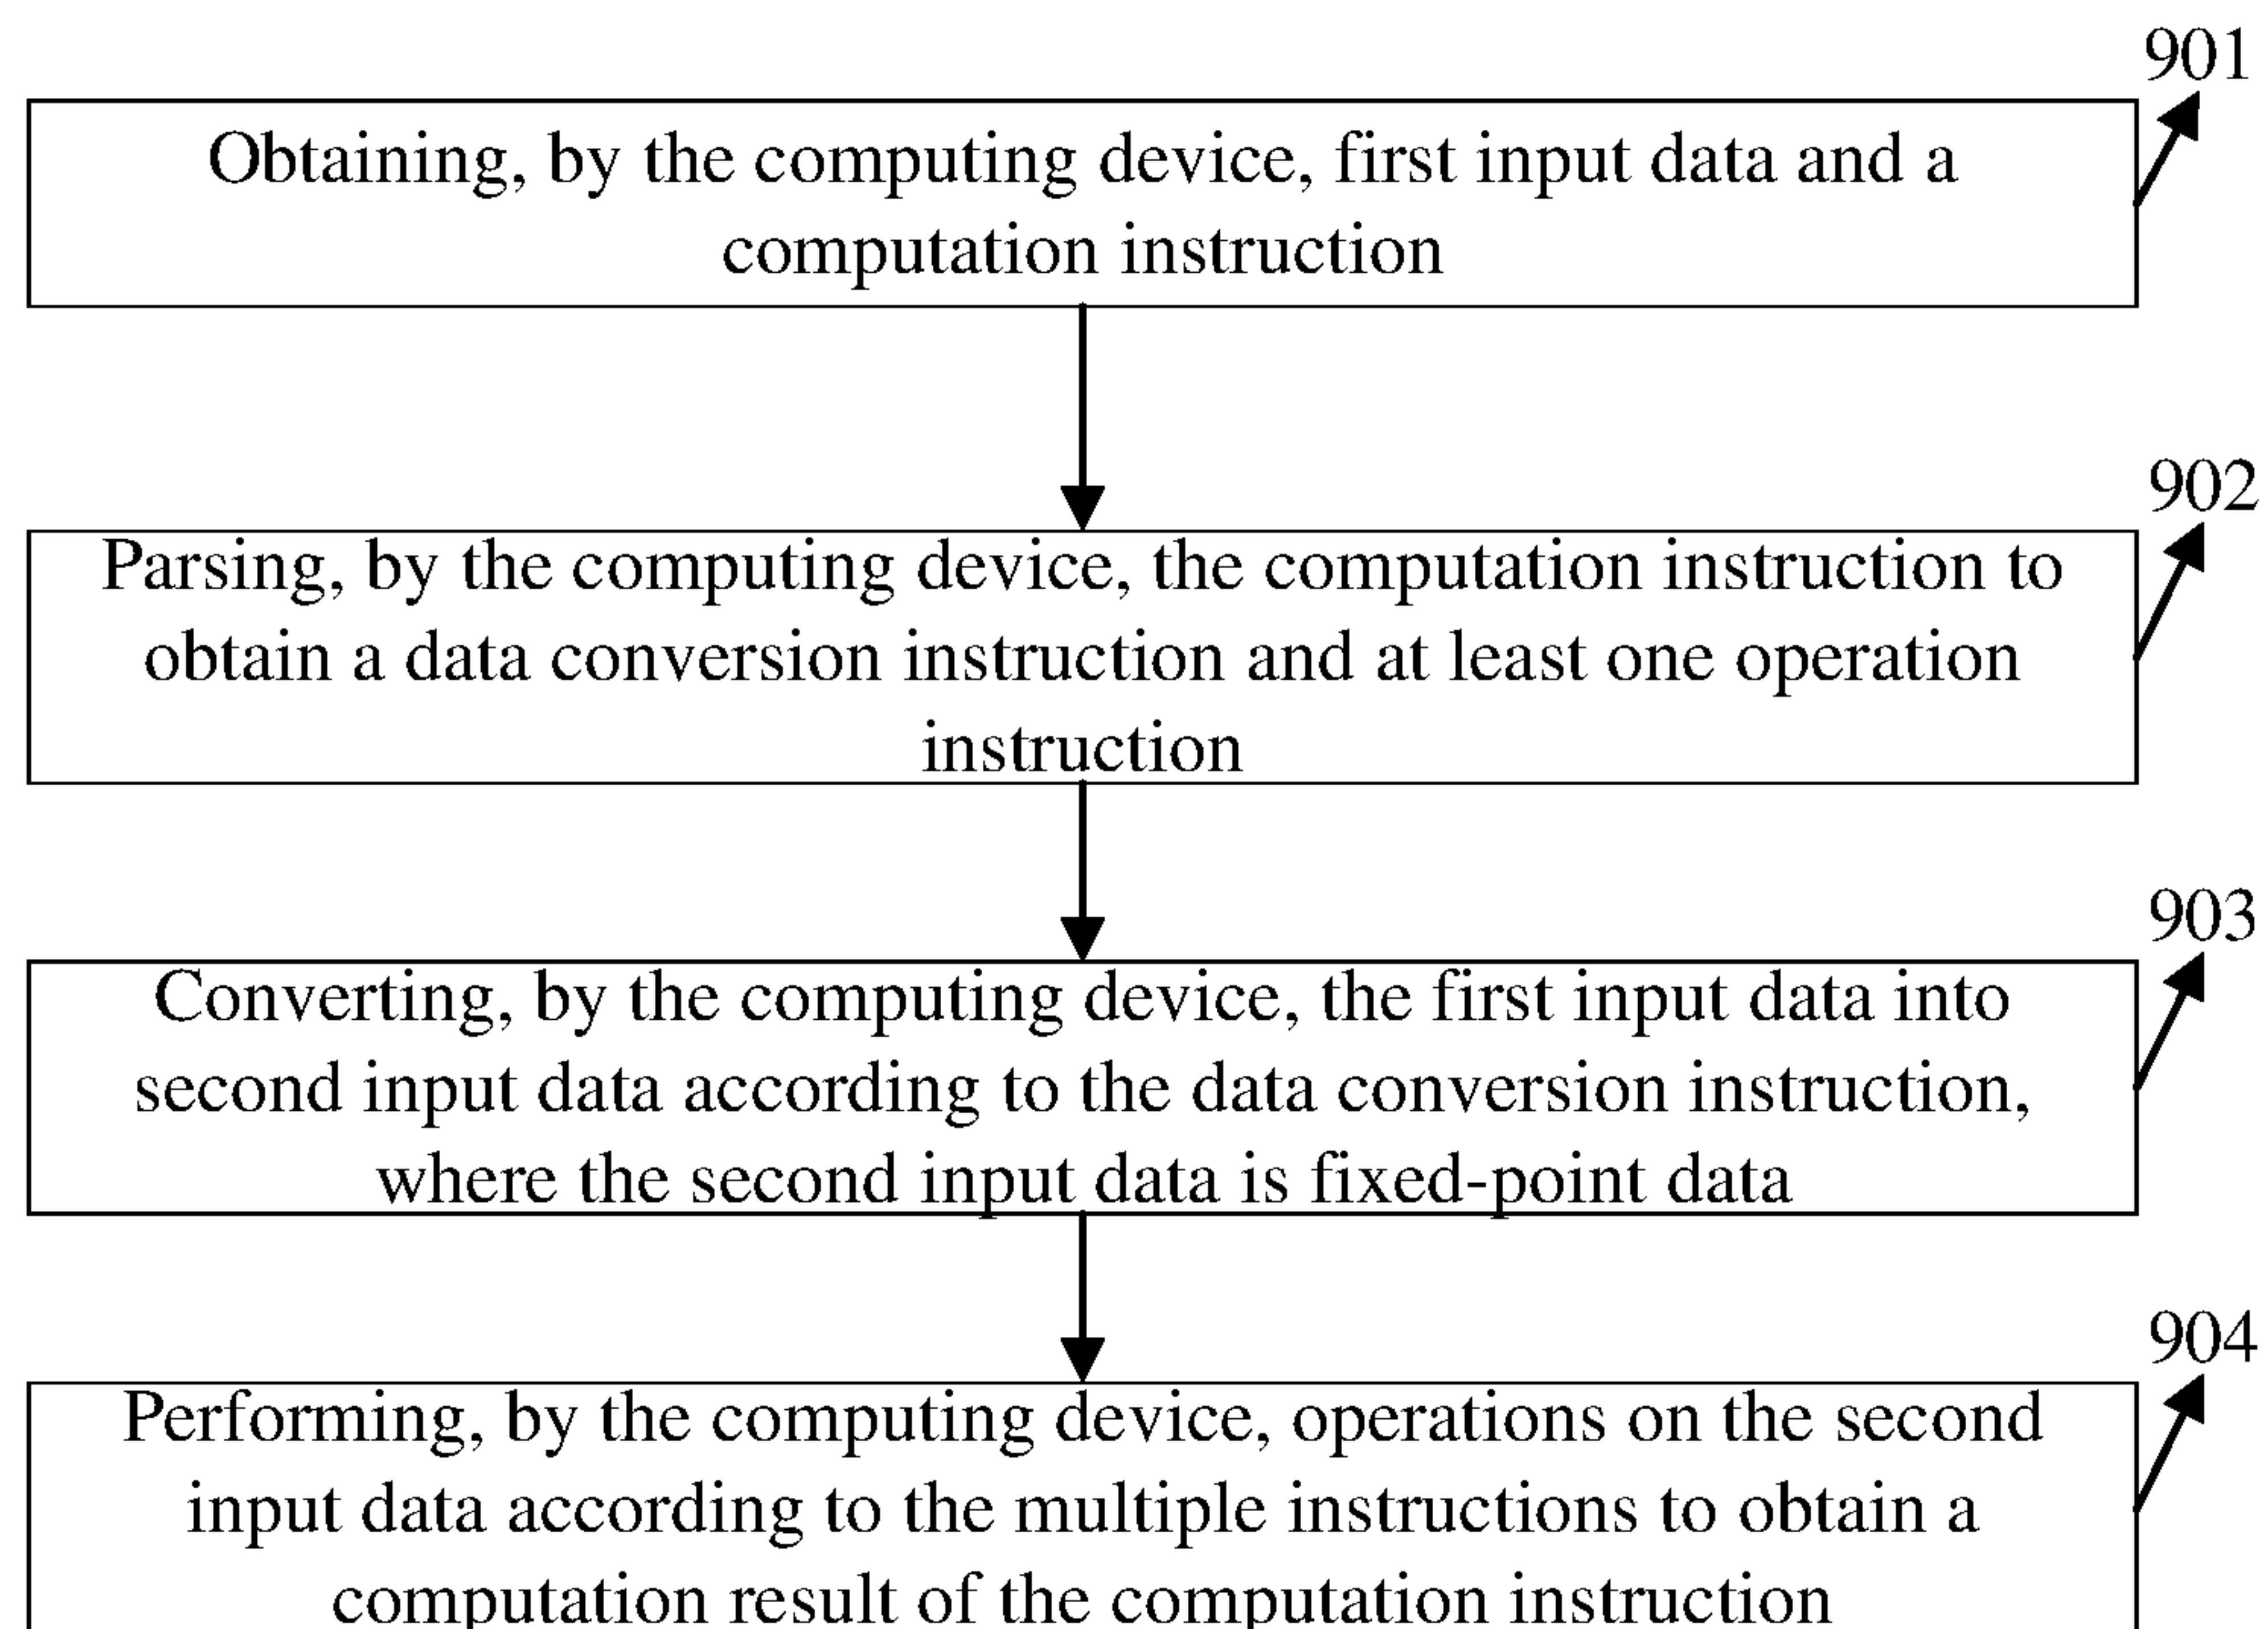 901
Obtaining, by the computing device, first input data and a
computation instruction
902
Parsing, by the computing device, the computation instruction to
obtain a data conversion instruction and at least one operation
instruction
903
Converting, by the computing device, the first input data into
second input data according to the data conversion instruction,
where the second input data is fixed-point data
904
Performing, by the computing device, operations on the second
input data according to the multiple instructions to obtain a
computation result of the computation instruction